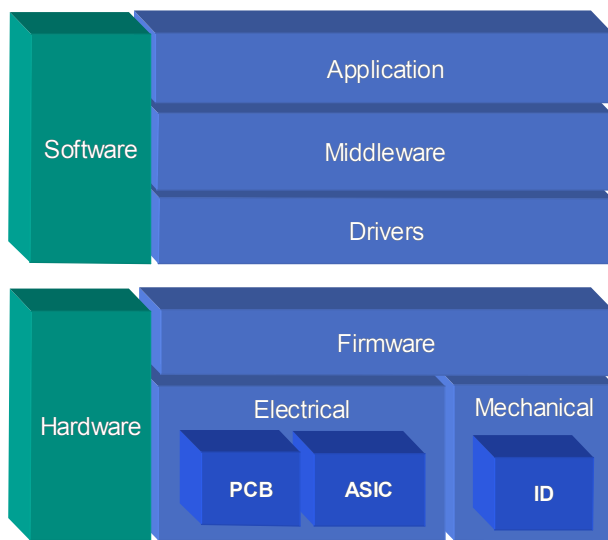 Application
Software
Middleware
Drivers
Firmware
Hardware
Electrical
Mechanical
PCB
ASIC
ID